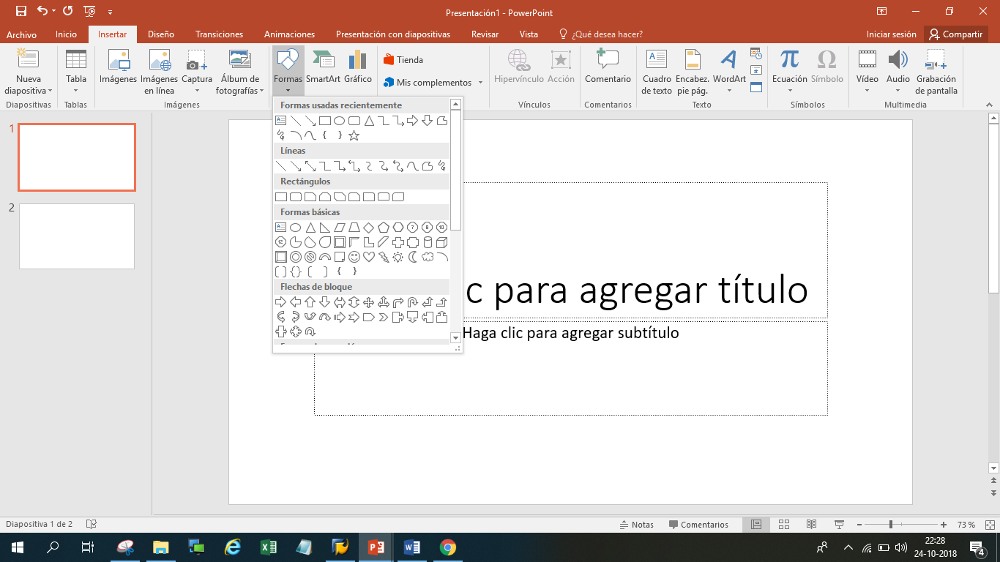 Presentación1 - PowerPoint
Archivo Inicio Insertar Diseño Transiciones Animaciones Presentación con diapositivas Revisar Vista ¿Qué desea hacer? Iniciar sesión Compartir
Nueva diapositiva
Tabla
Imágenes
Imágenes en línea
Captura
Álbum de fotografías
Formas
SmartArt
Gráfico
Tienda
Mis complementos
Hipervínculo
Acción
Comentario
Cuadro de texto
Encabez. pie pág.
WordArt
Ecuación
Símbolo
Vídeo
Audio
Grabación de pantalla
Diapositivas Tablas Imágenes Vínculos Comentarios Texto Símbolos Multimedia
Formas usadas recientemente
Líneas
Rectángulos
Formas básicas
Flechas de bloque
1
2
c para agregar título
Haga clic para agregar subtítulo
Diapositiva 1 de 2 Notas Comentarios 73 %
22:28
24-10-2018
4